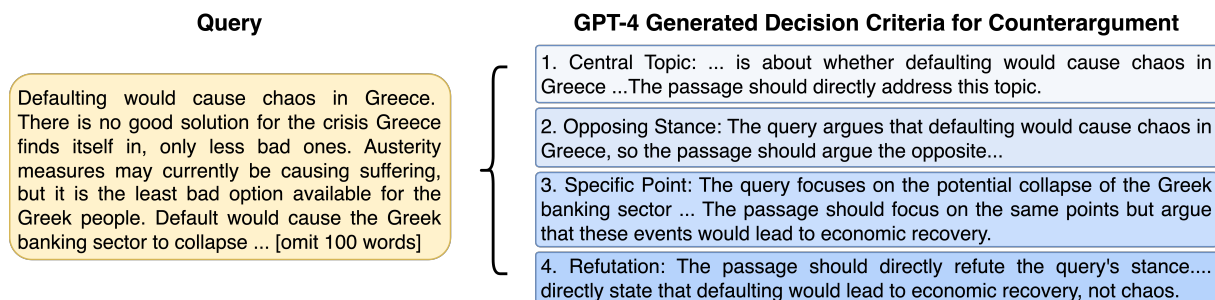 Query
Defaulting would cause chaos in Greece.
There is no good solution for the crisis Greece
finds itself in, only less bad ones. Austerity
measures may currently be causing suffering,
but it is the least bad option available for the
Greek people. Default would cause the Greek
banking sector to collapse ... [omit 100 words]
GPT-4 Generated Decision Criteria for Counterargument
1. Central Topic: ... is about whether defaulting would cause chaos in
Greece ...The passage should directly address this topic.
2. Opposing Stance: The query argues that defaulting would cause chaos in
Greece, so the passage should argue the opposite...
3. Specific Point: The query focuses on the potential collapse of the Greek
banking sector ... The passage should focus on the same points but argue
that these events would lead to economic recovery.
4. Refutation: The passage should directly refute the query's stance....
directly state that defaulting would lead to economic recovery, not chaos.